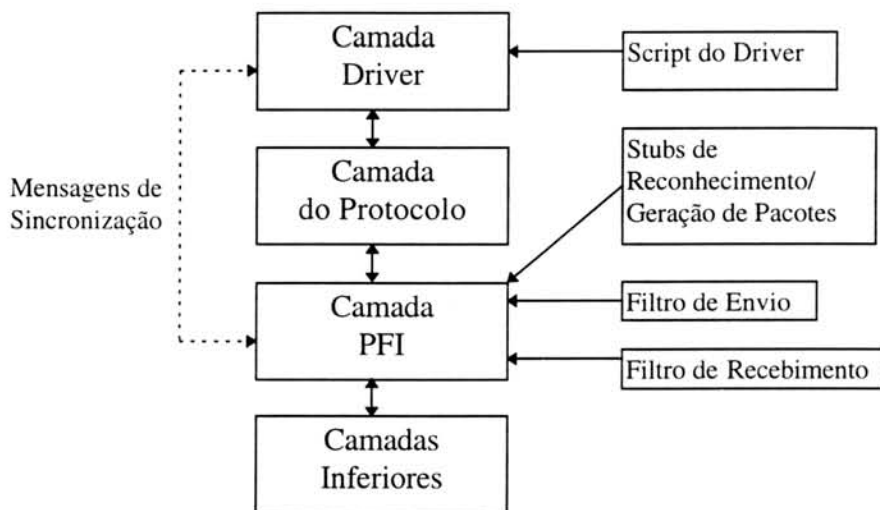 Camada
Driver
Script do Driver
Camada
do Protocolo
Stubs de
Reconhecimento/
Geração de Pacotes
Mensagens de
Sincronização
Camada
PFI
Filtro de Envio
Filtro de Recebimento
Camadas
Inferiores